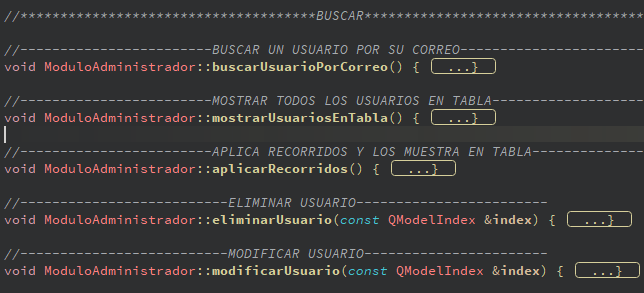 //*************************************BUSCAR***********************************
//------------------------BUSCAR UN USUARIO POR SU CORREO-----------------------
void ModuloAdministrador::buscarUsuarioPorCorreo() { ...}
//------------------------MOSTRAR TODOS LOS USUARIOS EN TABLA-------------------
void ModuloAdministrador::mostrarUsuariosEnTabla() { ...}
//------------------------APLICA RECORRIDOS Y LOS MUESTRA EN TABLA--------------
void ModuloAdministrador::aplicarRecorridos() { ...}
//--------------------------ELIMINAR USUARIO------------------------
void ModuloAdministrador::eliminarUsuario(const QModelIndex &index) { ...}
//--------------------------MODIFICAR USUARIO-----------------------
void ModuloAdministrador::modificarUsuario(const QModelIndex &index) { ...}